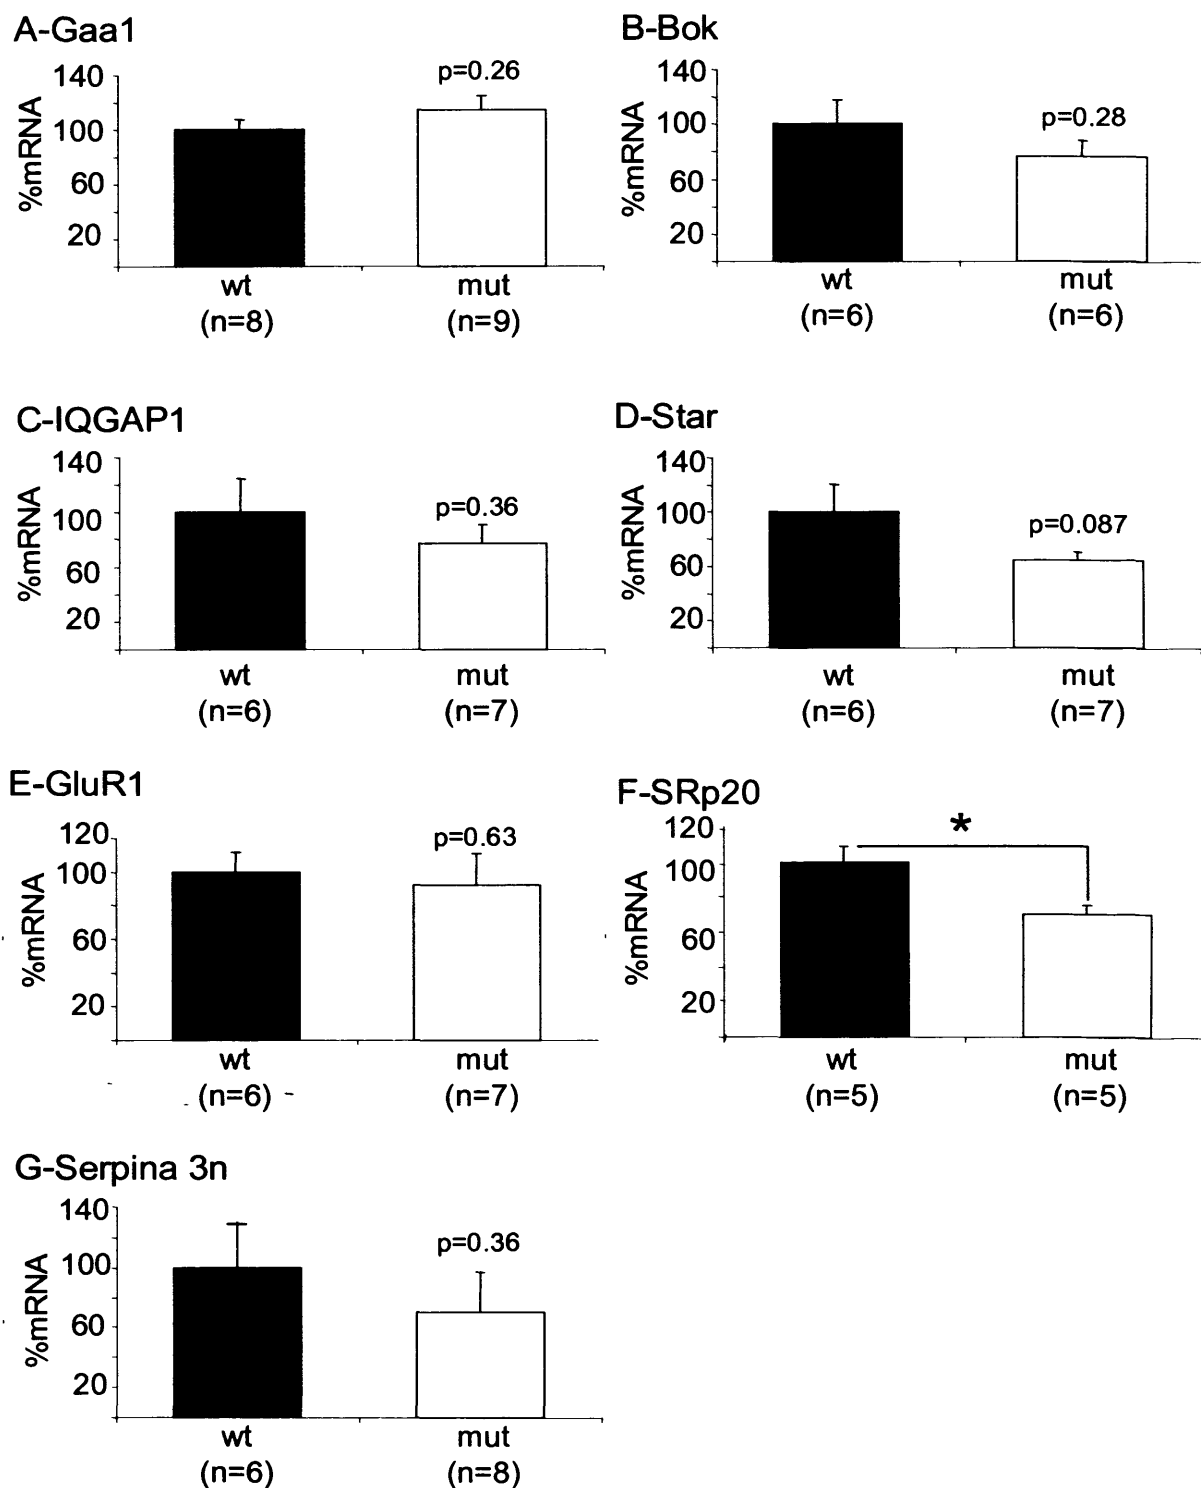 A-Gaa1
%mRNA
140
100
60
20
p=0.26
wt
(n=8)
mut
(n=9)
B-Bok
%mRNA
140
100
60
20
p=0.28
wt
(n=6)
mut
(n=6)
C-IQGAP1
%mRNA
140
100
60
20
p=0.36
wt
(n=6)
mut
(n=7)
D-Star
%mRNA
140
100
60
20
p=0.087
wt
(n=6)
mut
(n=7)
E-GluR1
%mRNA
120
100
60
20
p=0.63
wt
(n=6)
mut
(n=7)
F-SRp20
%mRNA
120
100
60
20
*
wt
(n=5)
mut
(n=5)
G-Serpina 3n
%mRNA
140
100
60
20
p=0.36
wt
(n=6)
mut
(n=8)